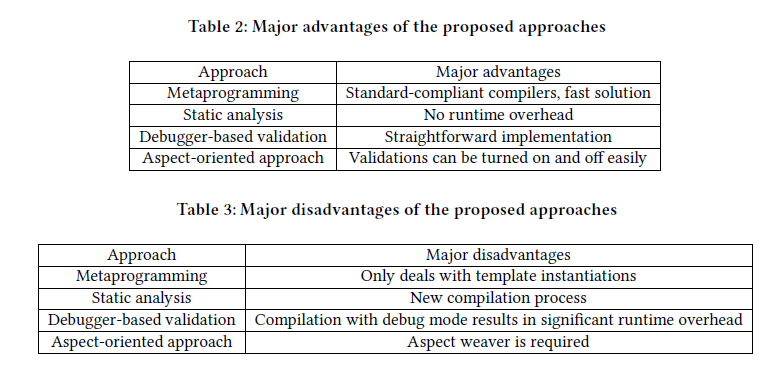 Table 2: Major advantages of the proposed approaches
Approach Major advantages
Metaprogramming Standard-compliant compilers, fast solution
Static analysis No runtime overhead
Debugger-based validation Straightforward implementation
Aspect-oriented approach Validations can be turned on and off easily
Table 3: Major disadvantages of the proposed approaches
Approach Major disadvantages
Metaprogramming Only deals with template instantiations
Static analysis New compilation process
Debugger-based validation Compilation with debug mode results in significant runtime overhead
Aspect-oriented approach Aspect weaver is required